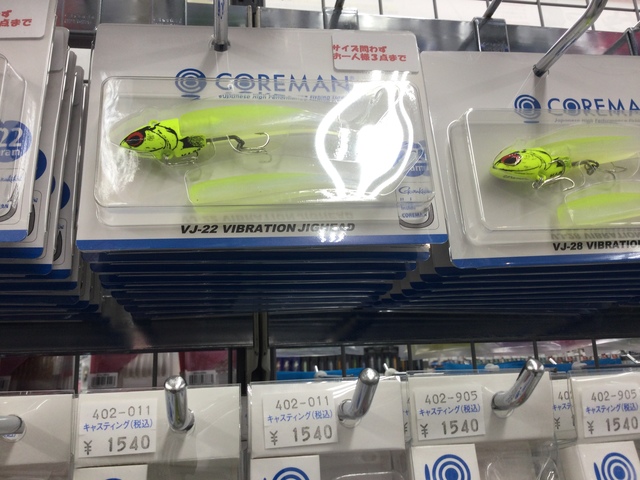 サイズ問わず
お一人様3点まで
COREMAN
COREMAN
22
VJ-22 VIBRATION JIGHEAD
VJ-28 VIBRATION
402-011
キャスティング(税込)
¥ 1540
402-011
キャスティング(税込)
¥ 1540
402-905
キャスティング(税込)
¥ 1540
402-905
キャスティング(税込)
¥ 1540